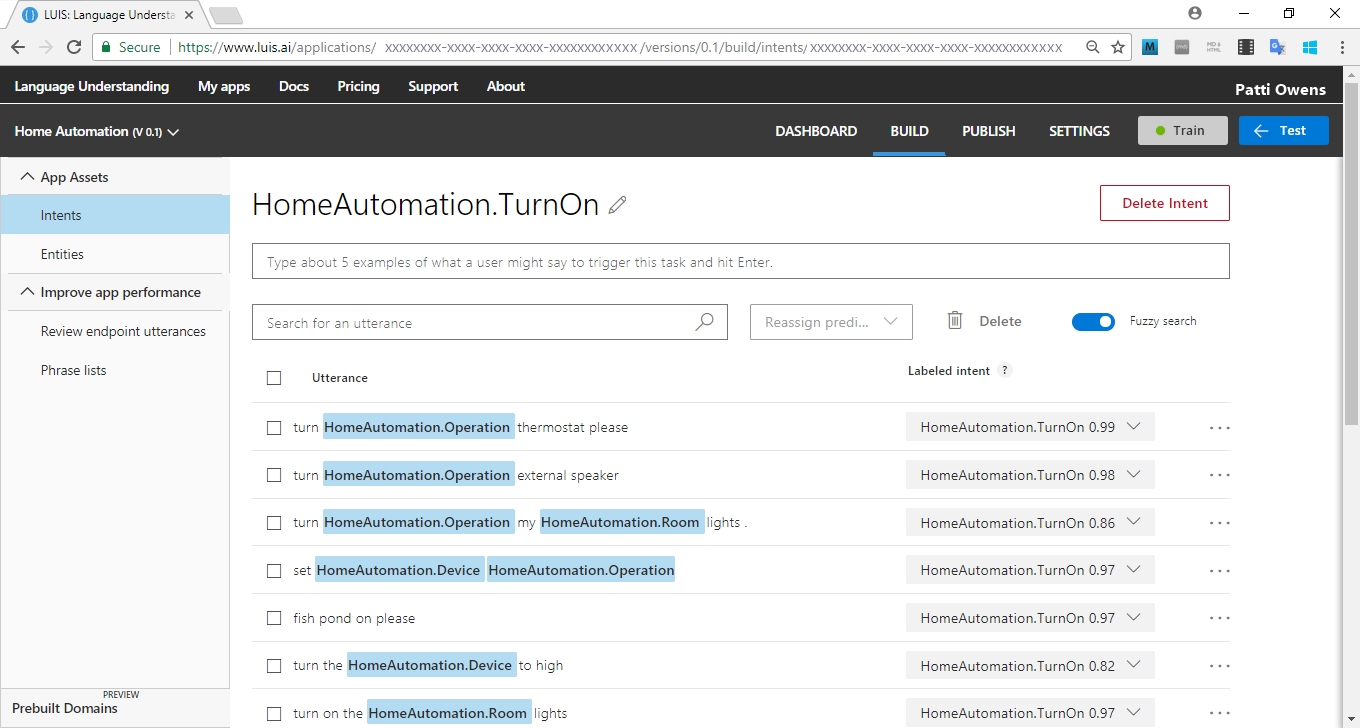 LUIS: Language Understa
Secure https://www.luis.ai/applications/ xxxxxxxx-xxxx-xxxx-xxxx-xxxxxxxxxxxx /versions/0.1/build/intents/ xxxxxxxx-xxxx-xxxx-xxxx-xxxxxxxxxxxx
Language Understanding My apps Docs Pricing Support About Patti Owens
Home Automation (V 0.1) DASHBOARD BUILD PUBLISH SETTINGS Train Test
App Assets
Intents
Entities
Improve app performance
Review endpoint utterances
Phrase lists
PREVIEW
Prebuilt Domains
HomeAutomation.TurnOn Delete Intent
Type about 5 examples of what a user might say to trigger this task and hit Enter.
Search for an utterance Reassign predi... Delete Fuzzy search
Utterance Labeled intent ?
turn HomeAutomation.Operation thermostat please HomeAutomation.TurnOn 0.99
turn HomeAutomation.Operation external speaker HomeAutomation.TurnOn 0.98
turn HomeAutomation.Operation my HomeAutomation.Room lights . HomeAutomation.TurnOn 0.86
set HomeAutomation.Device HomeAutomation.Operation HomeAutomation.TurnOn 0.97
fish pond on please HomeAutomation.TurnOn 0.97
turn the HomeAutomation.Device to high HomeAutomation.TurnOn 0.82
turn on the HomeAutomation.Room lights HomeAutomation.TurnOn 0.97